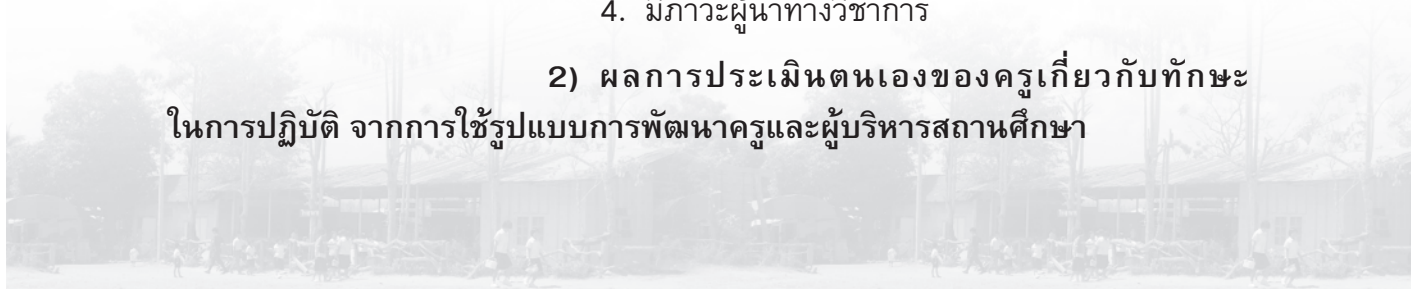 4. มีภาวะผู้นำทางวิชาการ
2) ผลการประเมินตนเองของครูเกี่ยวกับทักษะ
ในการปฏิบัติ จากการใช้รูปแบบการพัฒนาครูและผู้บริหารสถานศึกษา